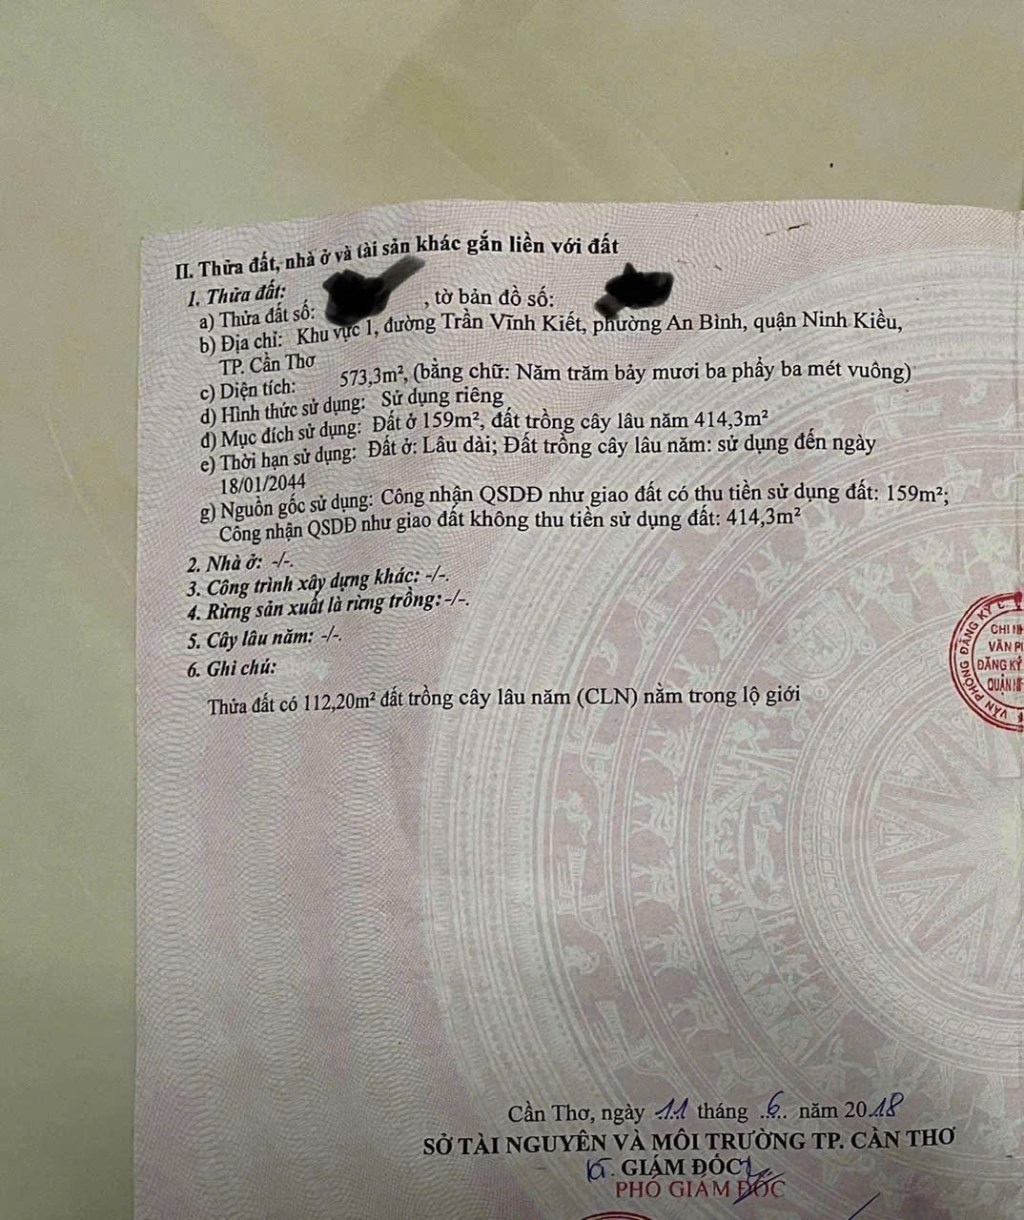 II. Thửa đất, nhà ở và tài sản khác gắn liền với đất
1. Thửa đất:
a) Thửa đất số: , tờ bản đồ số:
b) Địa chỉ: Khu vực 1, đường Trần Vĩnh Kiết, phường An Bình, quận Ninh Kiều,
TP. Cần Thơ
c) Diện tích: 573,3m², (bằng chữ: Năm trăm bảy mươi ba phẩy ba mét vuông)
d) Hình thức sử dụng: Sử dụng riêng
đ) Mục đích sử dụng: Đất ở 159m², đất trồng cây lâu năm 414,3m²
e) Thời hạn sử dụng: Đất ở: Lâu dài; Đất trồng cây lâu năm: sử dụng đến ngày
18/01/2044
g) Nguồn gốc sử dụng: Công nhận QSDĐ như giao đất có thu tiền sử dụng đất: 159m²;
Công nhận QSDĐ như giao đất không thu tiền sử dụng đất: 414,3m²
2. Nhà ở: -/-.
3. Công trình xây dựng khác: -/-.
4. Rừng sản xuất là rừng trồng: -/-.
5. Cây lâu năm: -/-.
6. Ghi chú:
Thửa đất có 112,20m² đất trồng cây lâu năm (CLN) nằm trong lộ giới
VĂN PHÒNG ĐĂNG KÝ
CHI
VĂN
ĐĂNG KÝ
QUẬN
Cần Thơ, ngày 11 tháng .6.. năm 2018
SỞ TÀI NGUYÊN VÀ MÔI TRƯỜNG TP. CẦN THƠ
KT. GIÁM ĐỐC
PHÓ GIÁM ĐỐC